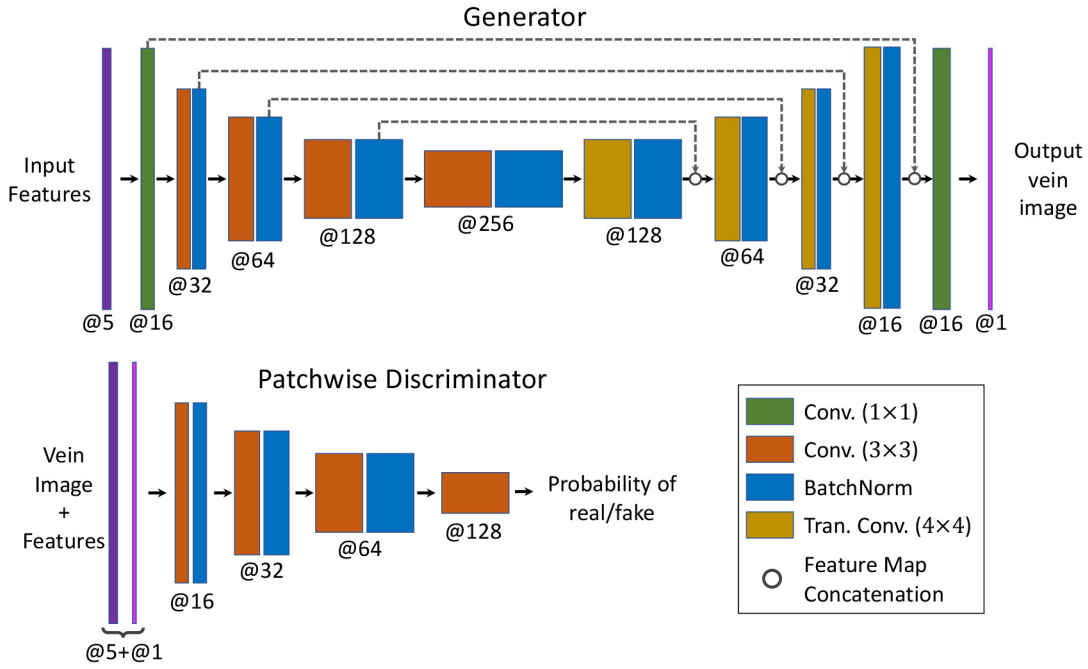 Generator
Input
Features
@5
@16
@32
@64
@128
@256
@128
@64
@32
@16
@16
@1
Output
vein
image
Patchwise Discriminator
Vein
Image
+
Features
@5+@1
@16
@32
@64
@128
Probability of
real/fake
Conv. (1×1)
Conv. (3×3)
BatchNorm
Tran. Conv. (4×4)
Feature Map
Concatenation